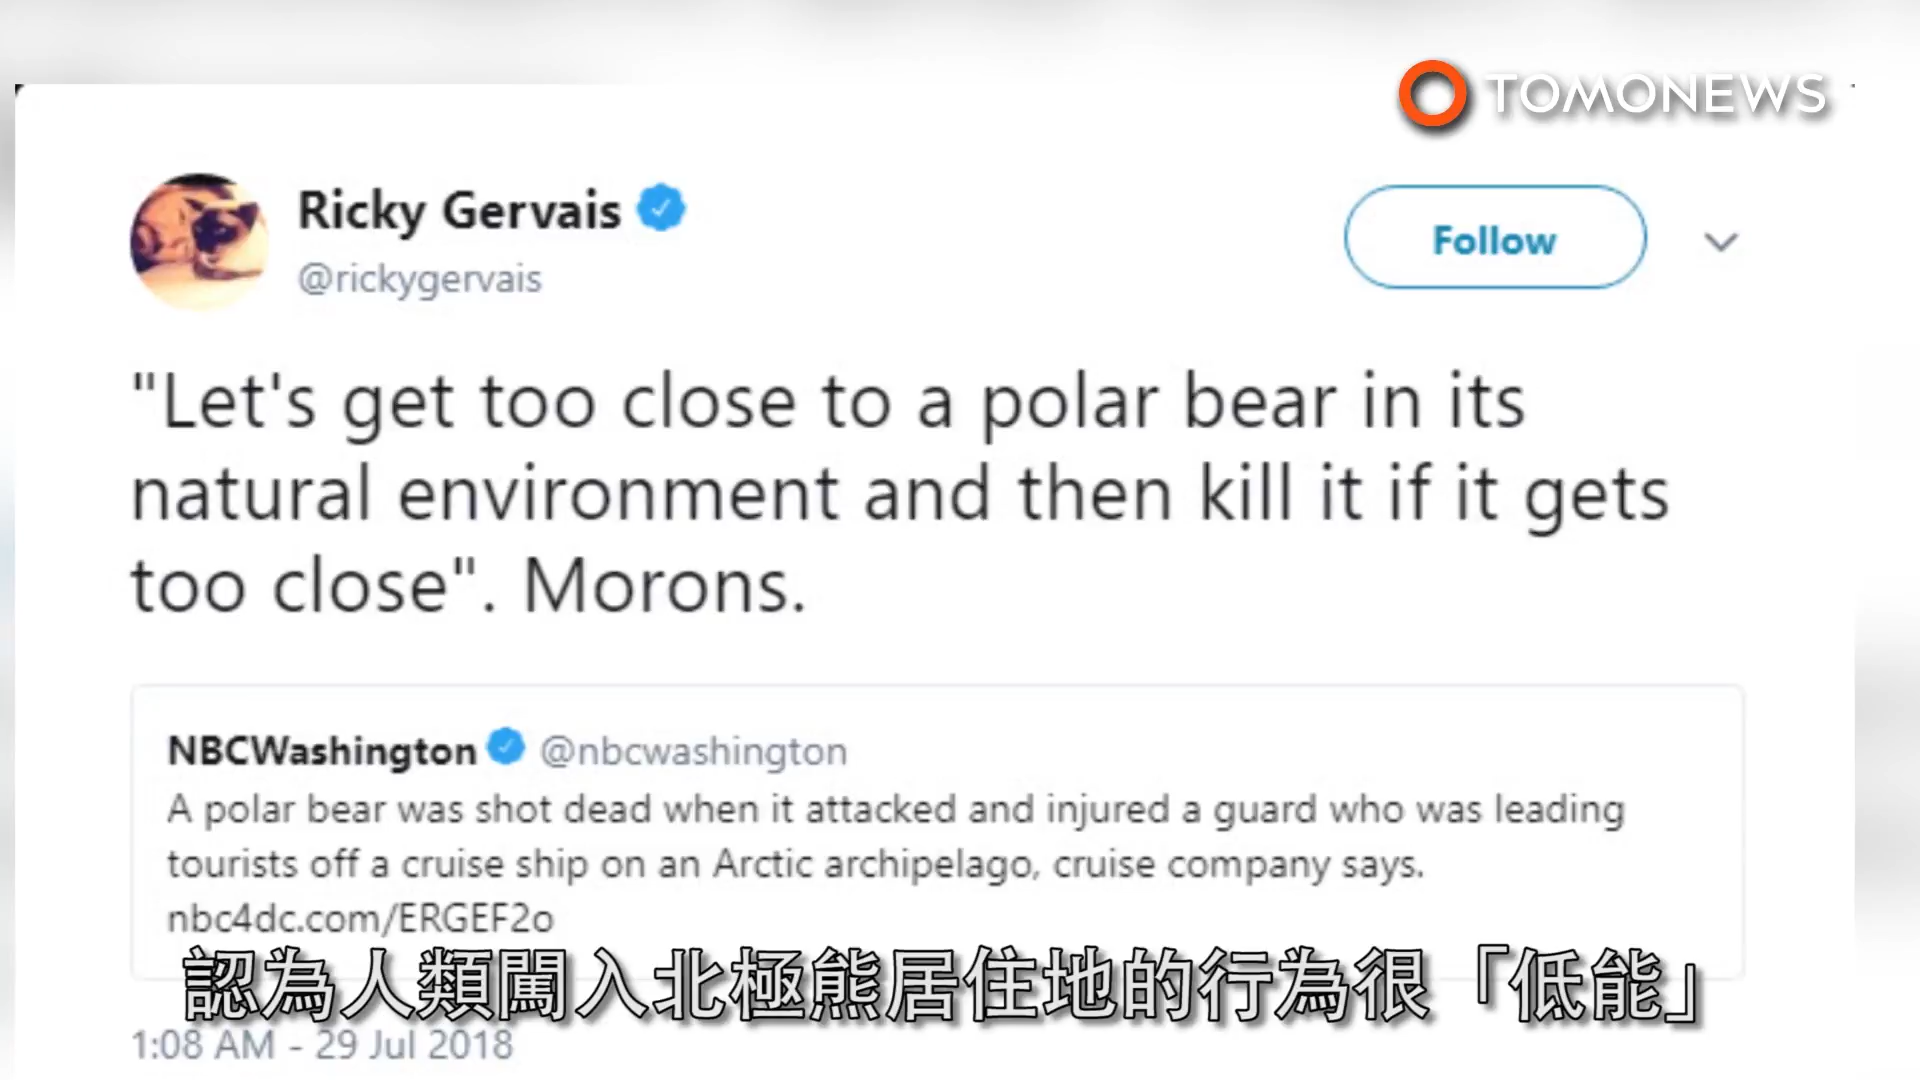 TOMONEWS
Ricky Gervais
@rickygervais
Follow
"Let's get too close to a polar bear in its
natural environment and then kill it if it gets
too close". Morons.
NBCWashington @nbcwashington
A polar bear was shot dead when it attacked and injured a guard who was leading
tourists off a cruise ship on an Arctic archipelago, cruise company says.
nbc4dc.com/ERGEF2o
認為人類闖入北極熊居住地的行為很「低能」
1:08 AM - 29 Jul 2018